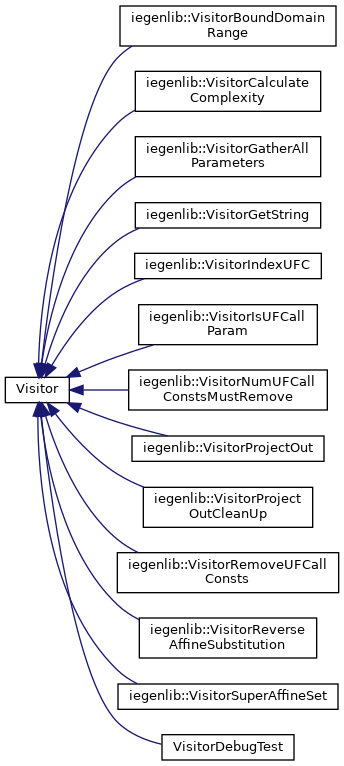 iegenlib::VisitorBoundDomain
Range
iegenlib::VisitorCalculate
Complexity
iegenlib::VisitorGatherAll
Parameters
iegenlib::VisitorGetString
iegenlib::VisitorIndexUFC
iegenlib::VisitorIsUFCall
Param
Visitor
iegenlib::VisitorNumUFCall
ConstsMustRemove
iegenlib::VisitorProjectOut
iegenlib::VisitorProject
OutCleanUp
iegenlib::VisitorRemoveUFCall
Consts
iegenlib::VisitorReverse
AffineSubstitution
iegenlib::VisitorSuperAffineSet
VisitorDebugTest